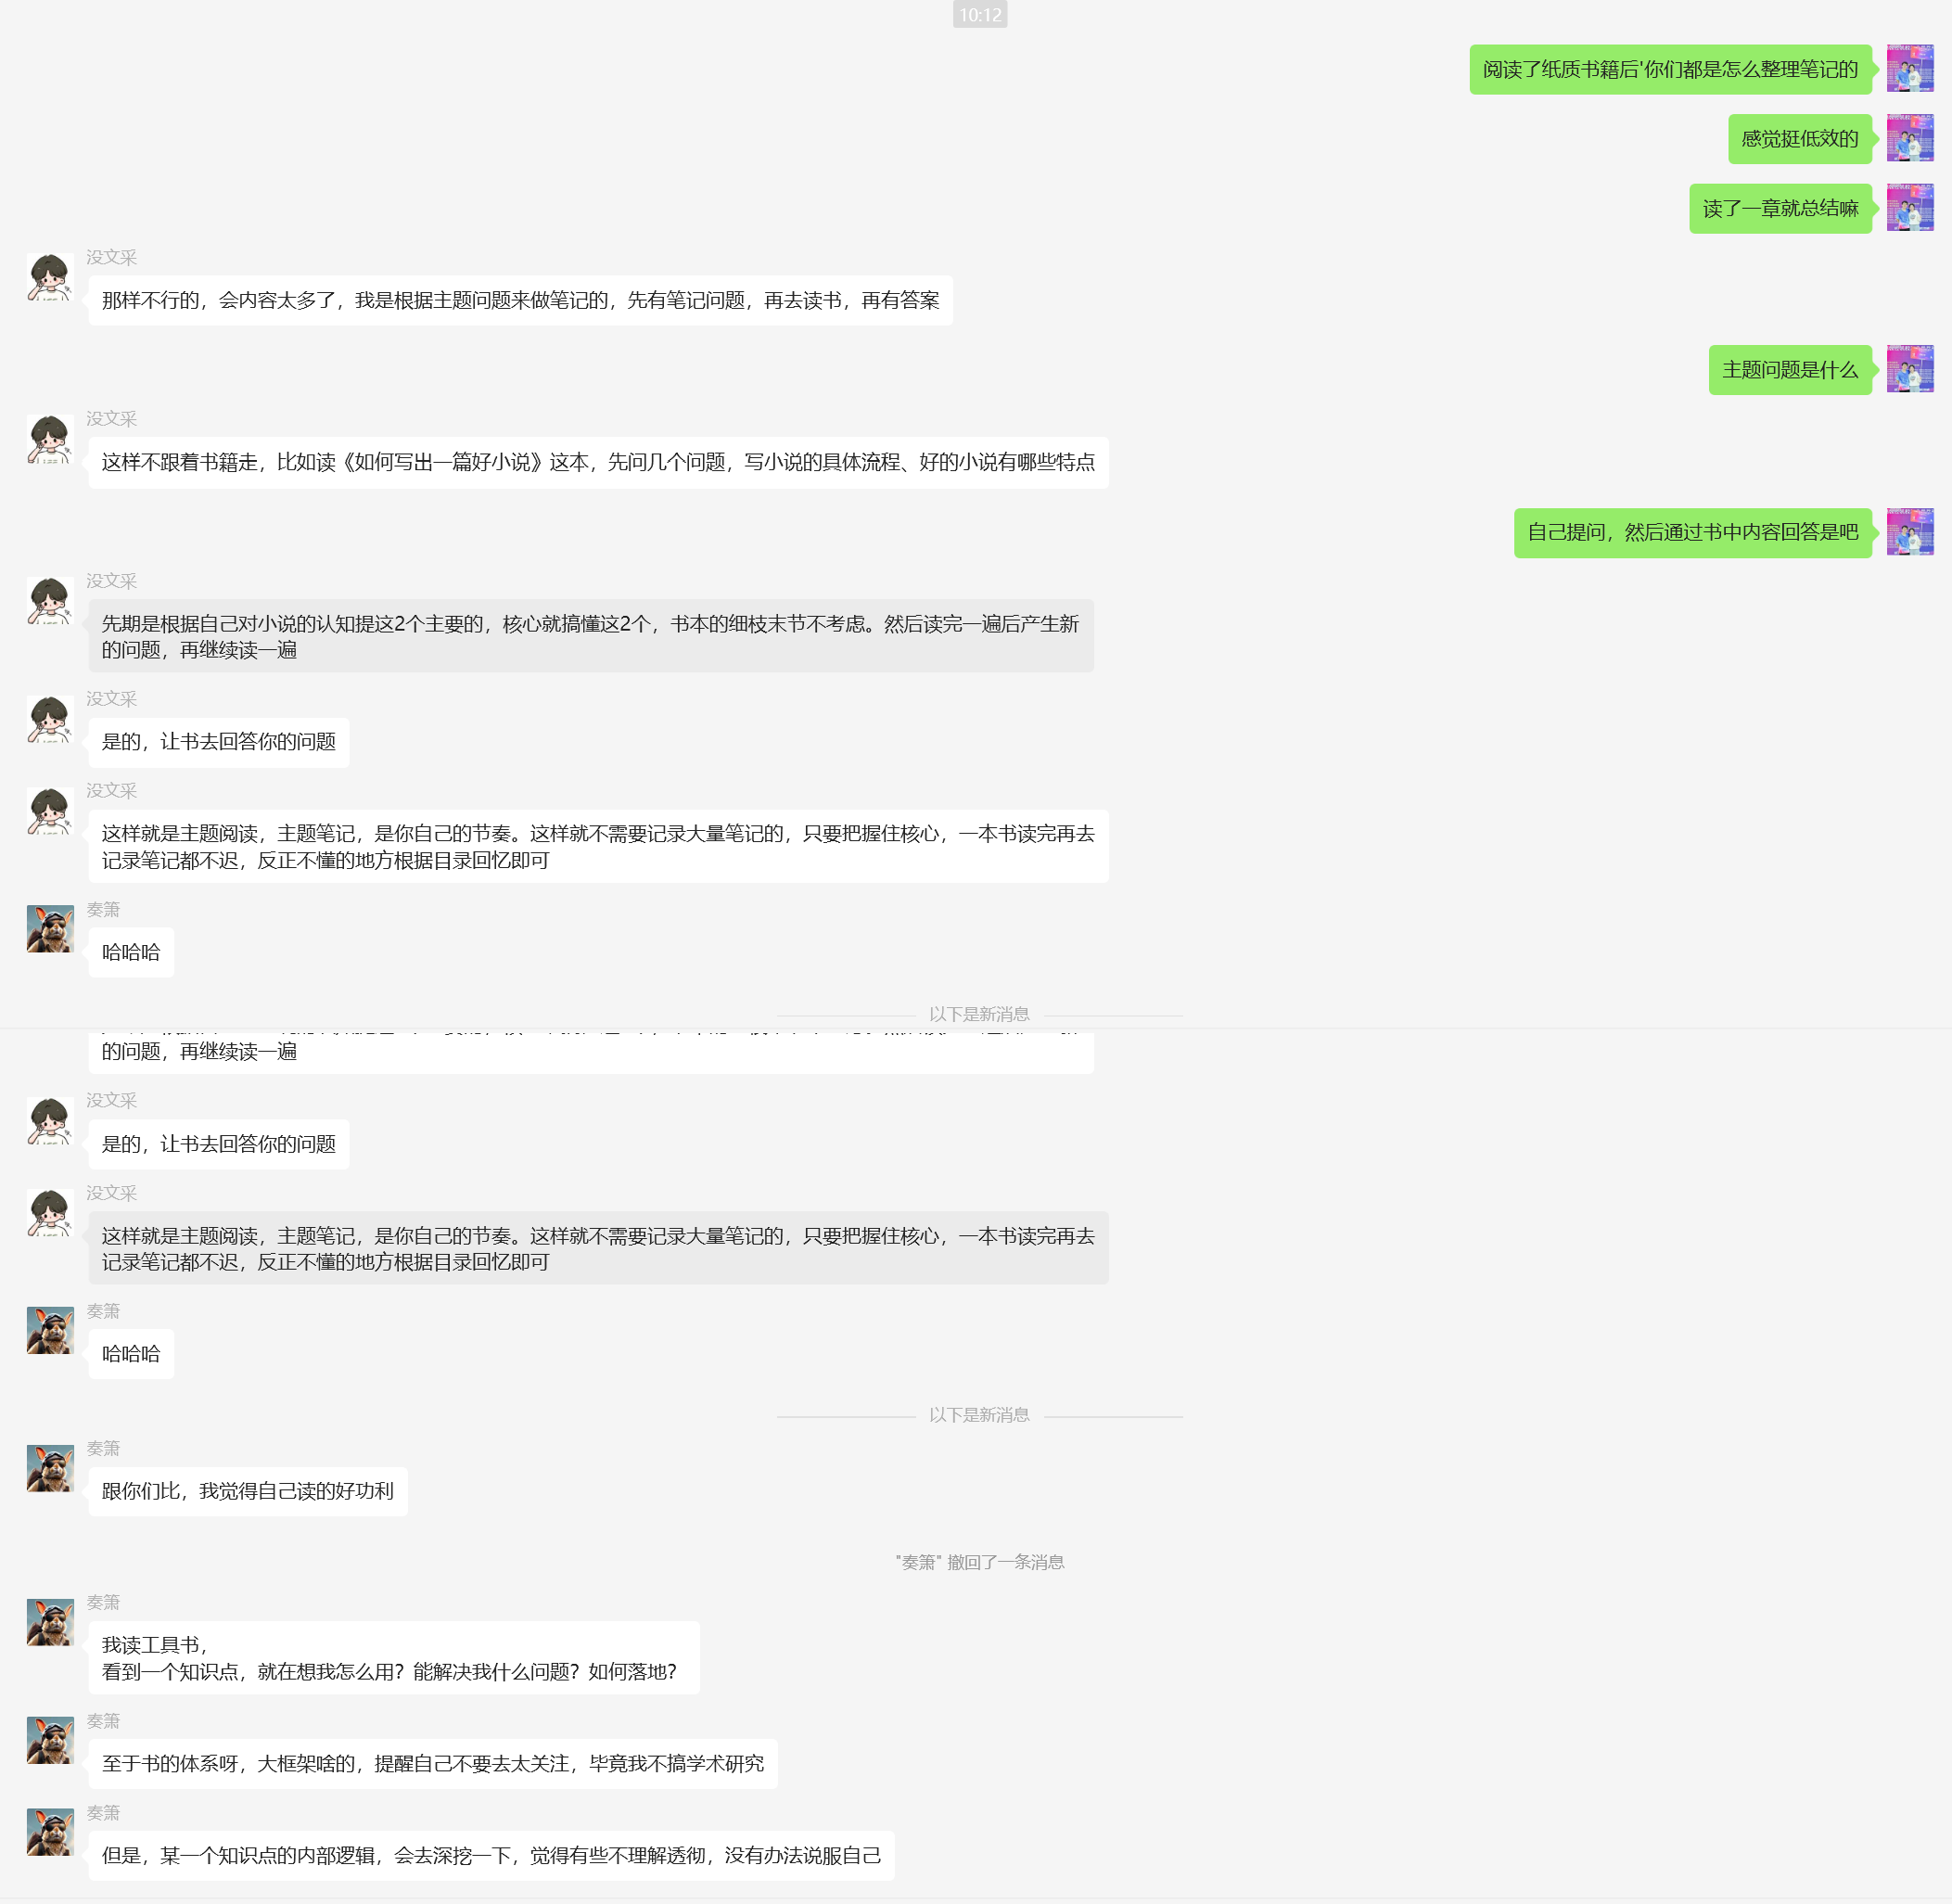 10:12
阅读了纸质书籍后'你们都是怎么整理笔记的
感觉挺低效的
读了一章就总结嘛
没文采
那样不行的，会内容太多了，我是根据主题问题来做笔记的，先有笔记问题，再去读书，再有答案
主题问题是什么
没文采
这样不跟着书籍走，比如读《如何写出一篇好小说》这本，先问几个问题，写小说的具体流程、好的小说有哪些特点
自己提问，然后通过书中内容回答是吧
没文采
先期是根据自己对小说的认知提这2个主要的，核心就搞懂这2个，书本的细枝末节不考虑。然后读完一遍后产生新
的问题，再继续读一遍
没文采
是的，让书去回答你的问题
没文采
这样就是主题阅读，主题笔记，是你自己的节奏。这样就不需要记录大量笔记的，只要把握住核心，一本书读完再去
记录笔记都不迟，反正不懂的地方根据目录回忆即可
奏箫
哈哈哈
以下是新消息
的问题，再继续读一遍
没文采
是的，让书去回答你的问题
没文采
这样就是主题阅读，主题笔记，是你自己的节奏。这样就不需要记录大量笔记的，只要把握住核心，一本书读完再去
记录笔记都不迟，反正不懂的地方根据目录回忆即可
奏箫
哈哈哈
以下是新消息
奏箫
跟你们比，我觉得自己读的好功利
"奏箫" 撤回了一条消息
奏箫
我读工具书，
看到一个知识点，就在想我怎么用？能解决我什么问题？如何落地？
奏箫
至于书的体系呀，大框架啥的，提醒自己不要去太关注，毕竟我不搞学术研究
奏箫
但是，某一个知识点的内部逻辑，会去深挖一下，觉得有些不理解透彻，没有办法说服自己